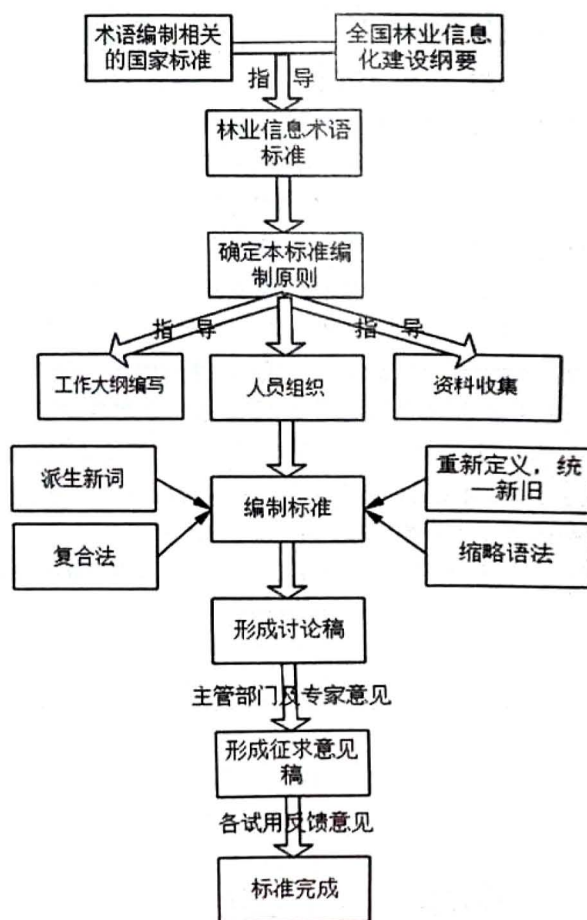 术语编制相关
的国家标准
全国林业信息
化建设纲要
指 导
林业信息术语
标准
确定本标准编
制原则
指 导
指 导
工作大纲编写
人员组织
资料收集
派生新词
重新定义，统
一新旧
编制标准
复合法
缩略语法
形成讨论稿
主管部门及专家意见
形成征求意见
稿
各试用反馈意见
标准完成